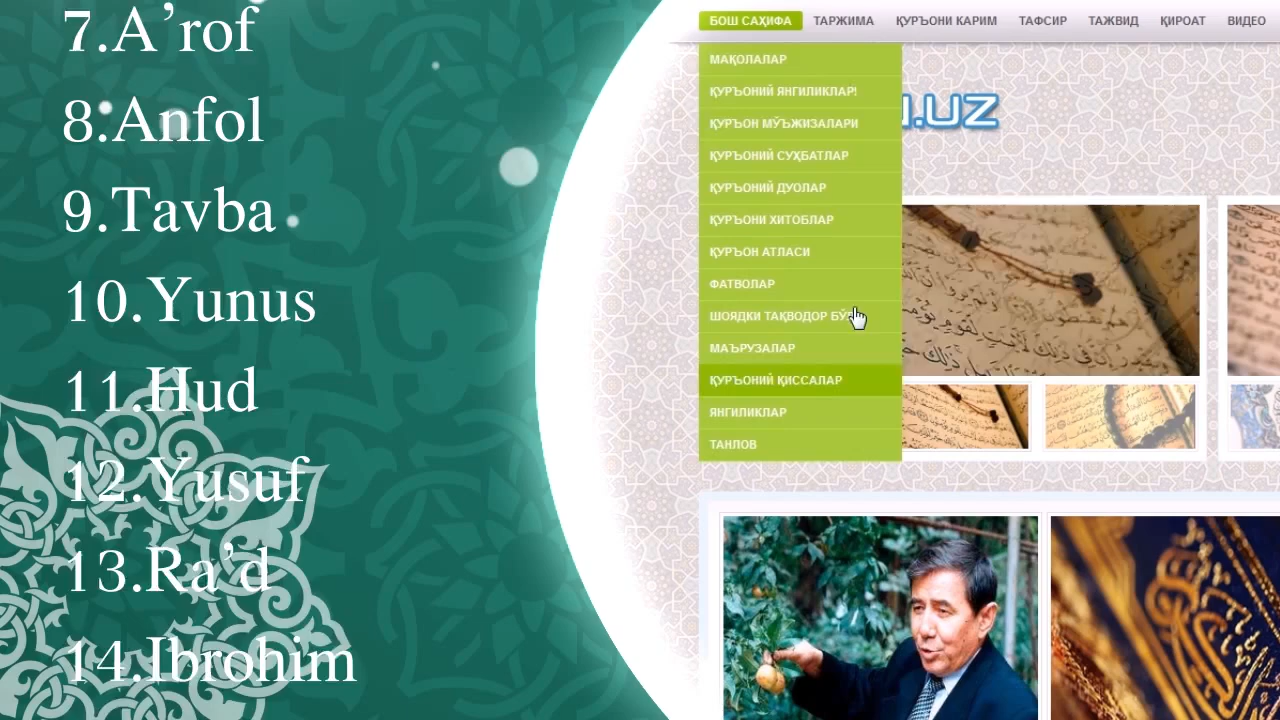 7.A’rof
8.Anfol
9.Tavba
10.Yunus
11.Hud
12.Yusuf
13.Ra’d
14.Ibrohim
БОШ САҲИФА ТАРЖИМА ҚУРЪОНИ КАРИМ ТАФСИР ТАЖВИД ҚИРОАТ ВИДЕО
МАҚОЛАЛАР
ҚУРЪОНИЙ ЯНГИЛИКЛАР!
ҚУРЪОН МЎЪЖИЗАЛАРИ
ҚУРЪОНИЙ СУҲБАТЛАР
ҚУРЪОНИЙ ДУОЛАР
ҚУРЪОНИ ХИТОБЛАР
ҚУРЪОН АТЛАСИ
ФАТВОЛАР
ШОЯДКИ ТАҚВОДОР
МАЪРУЗАЛАР
ҚУРЪОНИЙ ҚИССАЛАР
ЯНГИЛИКЛАР
ТАНЛОВ
.UZ